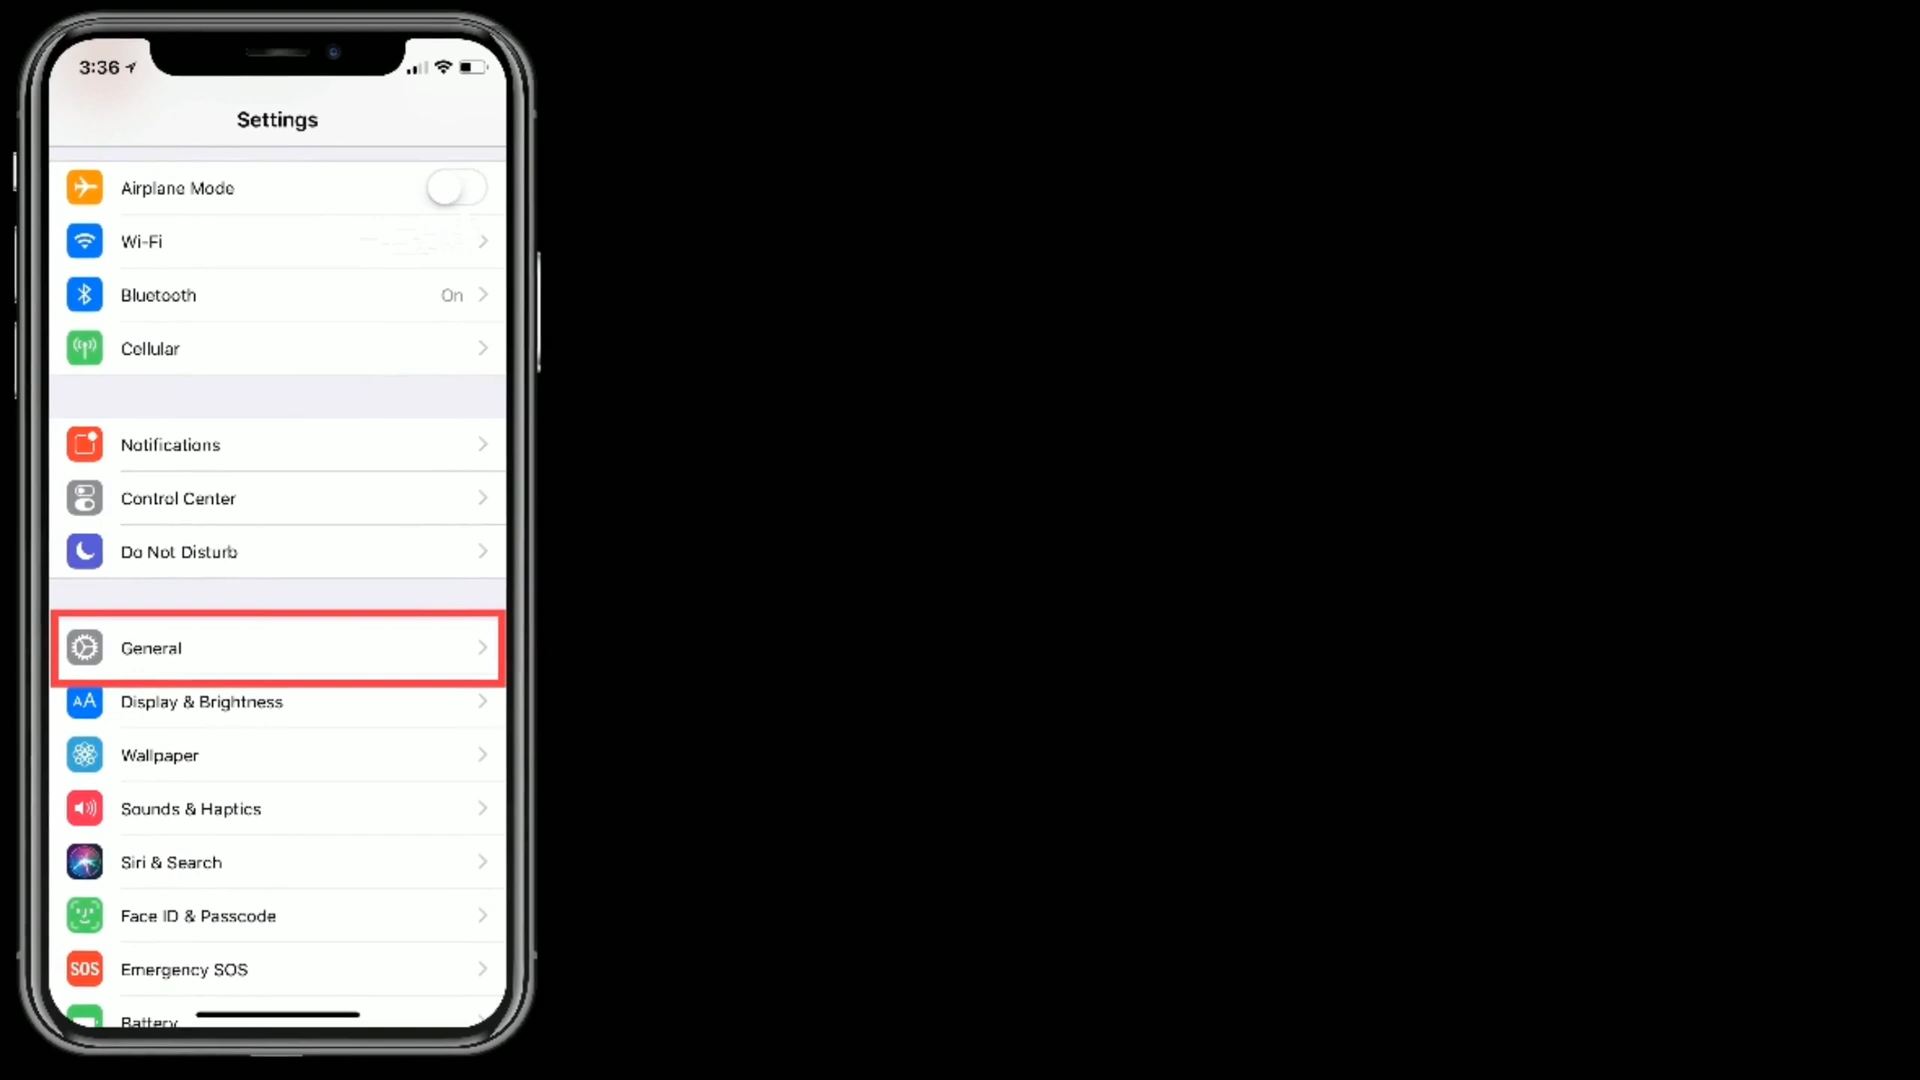 3:36
Settings
Airplane Mode
Wi-Fi
Bluetooth On
Cellular
Notifications
Control Center
Do Not Disturb
General
AA Display & Brightness
Wallpaper
Sounds & Haptics
Siri & Search
Face ID & Passcode
SOS Emergency SOS
Battery